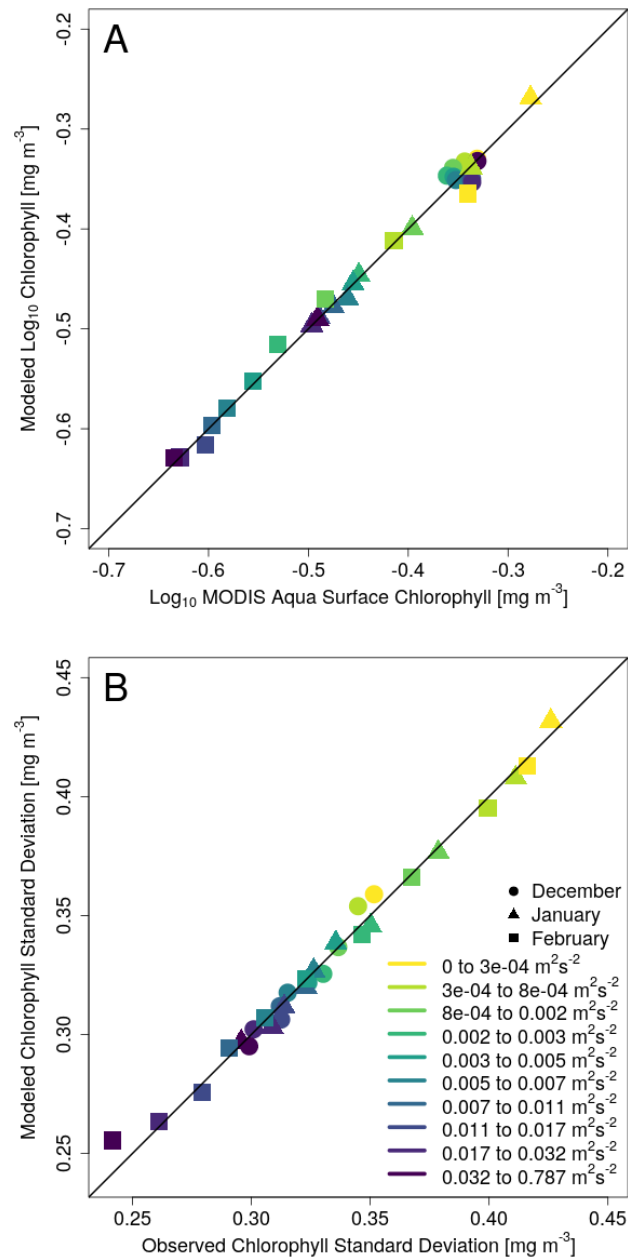 A
-0.2
-0.3
-0.4
-0.5
-0.6
-0.7
Modeled Log₁₀ Chlorophyll [mg m⁻³]
-0.7 -0.6 -0.5 -0.4 -0.3 -0.2
Log₁₀ MODIS Aqua Surface Chlorophyll [mg m⁻³]
B
0.45
0.40
0.35
0.30
0.25
Modeled Chlorophyll Standard Deviation [mg m⁻³]
December
January
February
0 to 3e-04 m²s⁻²
3e-04 to 8e-04 m²s⁻²
8e-04 to 0.002 m²s⁻²
0.002 to 0.003 m²s⁻²
0.003 to 0.005 m²s⁻²
0.005 to 0.007 m²s⁻²
0.007 to 0.011 m²s⁻²
0.011 to 0.017 m²s⁻²
0.017 to 0.032 m²s⁻²
0.032 to 0.787 m²s⁻²
0.25 0.30 0.35 0.40 0.45
Observed Chlorophyll Standard Deviation [mg m⁻³]